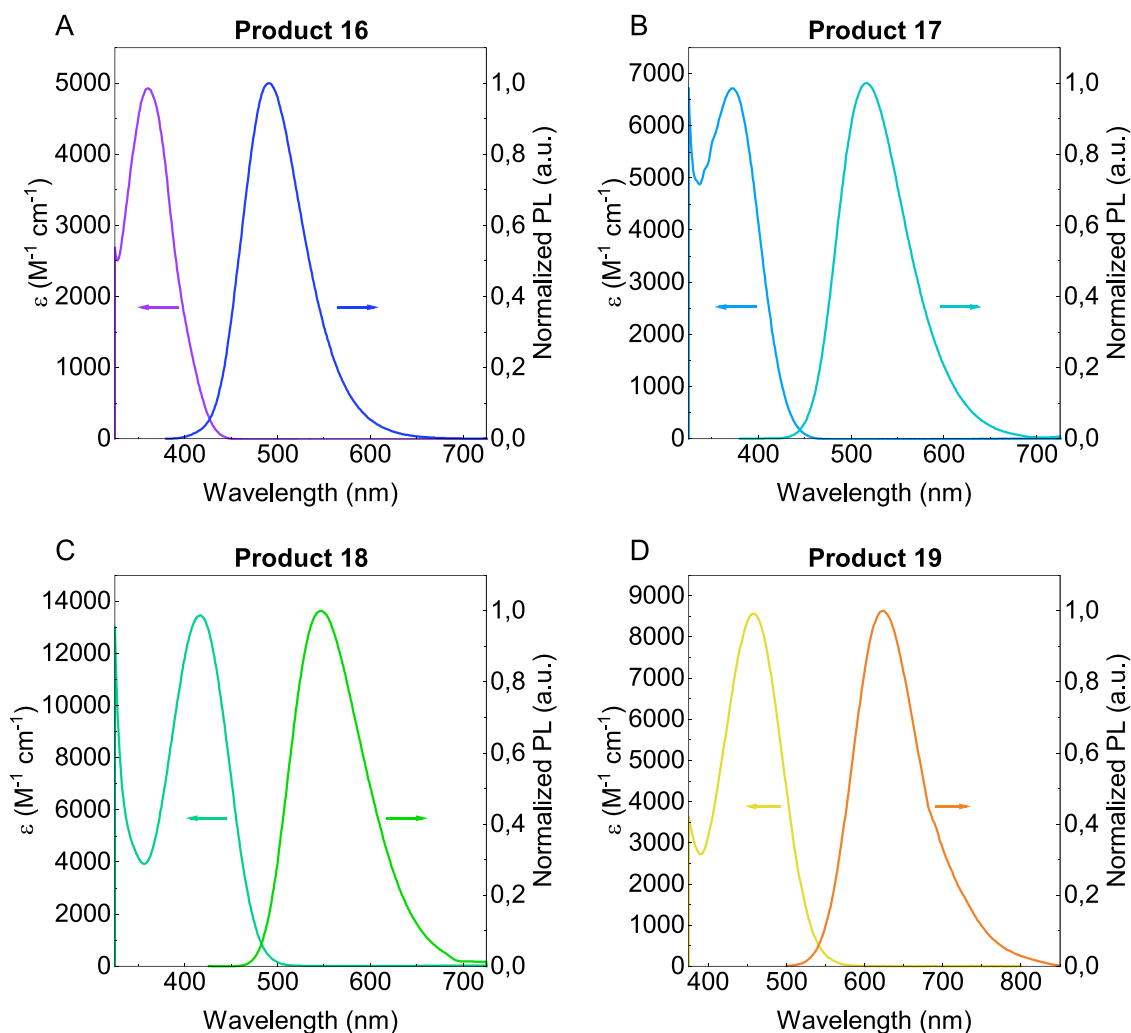 A
Product 16
5000
4000
3000
2000
1000
0
ε (M⁻¹ cm⁻¹)
1,0
0,8
0,6
0,4
0,2
0,0
Normalized PL (a.u.)
400 500 600 700
Wavelength (nm)
B
Product 17
7000
6000
5000
4000
3000
2000
1000
0
ε (M⁻¹ cm⁻¹)
1,0
0,8
0,6
0,4
0,2
0,0
Normalized PL (a.u.)
400 500 600 700
Wavelength (nm)
C
Product 18
14000
12000
10000
8000
6000
4000
2000
0
ε (M⁻¹ cm⁻¹)
1,0
0,8
0,6
0,4
0,2
0,0
Normalized PL (a.u.)
400 500 600 700
Wavelength (nm)
D
Product 19
9000
8000
7000
6000
5000
4000
3000
2000
1000
0
ε (M⁻¹ cm⁻¹)
1,0
0,8
0,6
0,4
0,2
0,0
Normalized PL (a.u.)
400 500 600 700 800
Wavelength (nm)